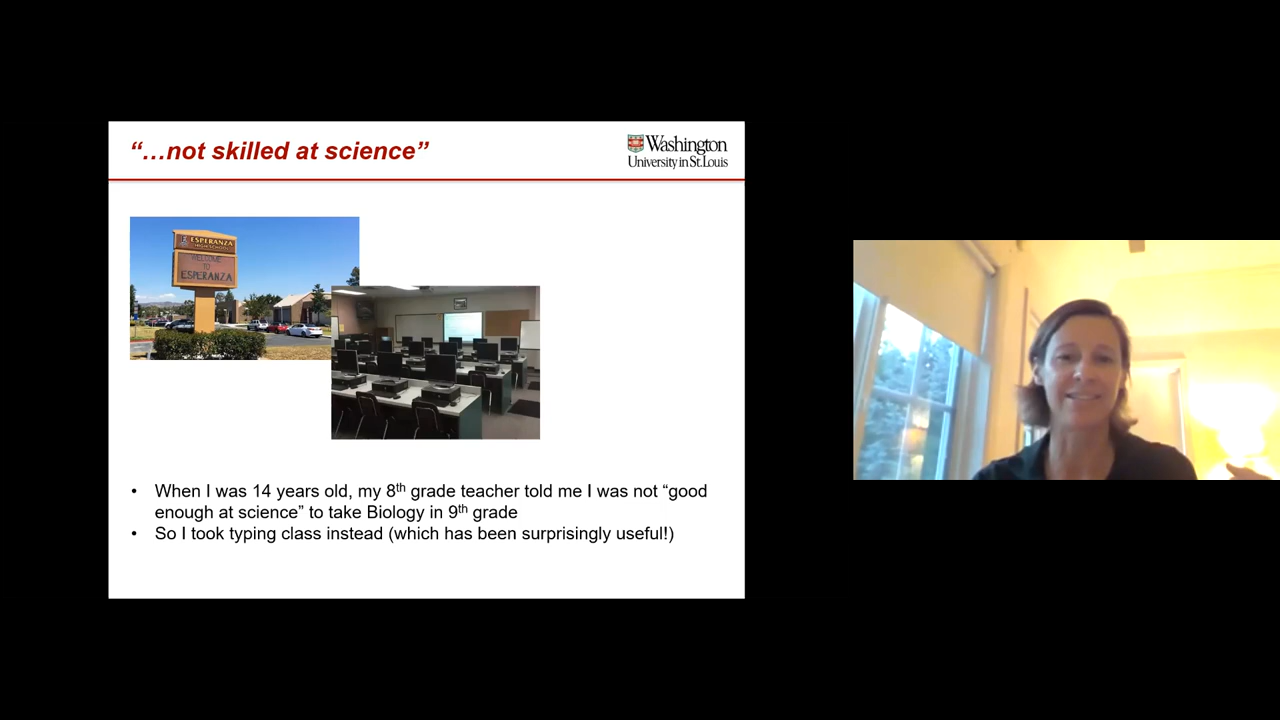 “…not skilled at science”
Washington
University in St. Louis
ESPERANZA
HIGH SCHOOL
WELCOME
TO
ESPERANZA
• When I was 14 years old, my 8th grade teacher told me I was not “good
enough at science” to take Biology in 9th grade
• So I took typing class instead (which has been surprisingly useful!)